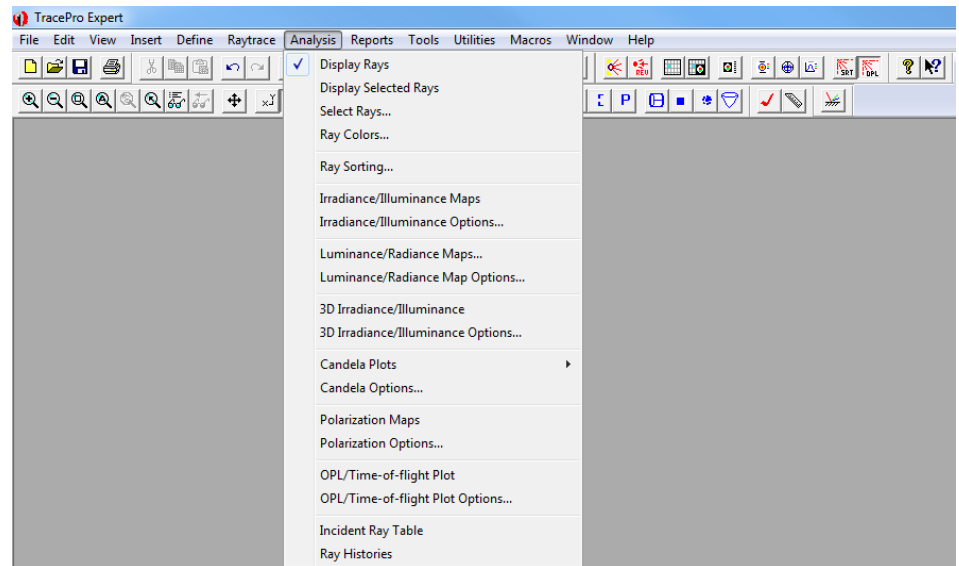 TracePro Expert
File Edit View Insert Define Raytrace Analysis Reports Tools Utilities Macros Window Help
REV SRT OPL
P
Display Rays
Display Selected Rays
Select Rays...
Ray Colors...
Ray Sorting...
Irradiance/Illuminance Maps
Irradiance/Illuminance Options...
Luminance/Radiance Maps...
Luminance/Radiance Map Options...
3D Irradiance/Illuminance
3D Irradiance/Illuminance Options...
Candela Plots
Candela Options...
Polarization Maps
Polarization Options...
OPL/Time-of-flight Plot
OPL/Time-of-flight Plot Options...
Incident Ray Table
Ray Histories